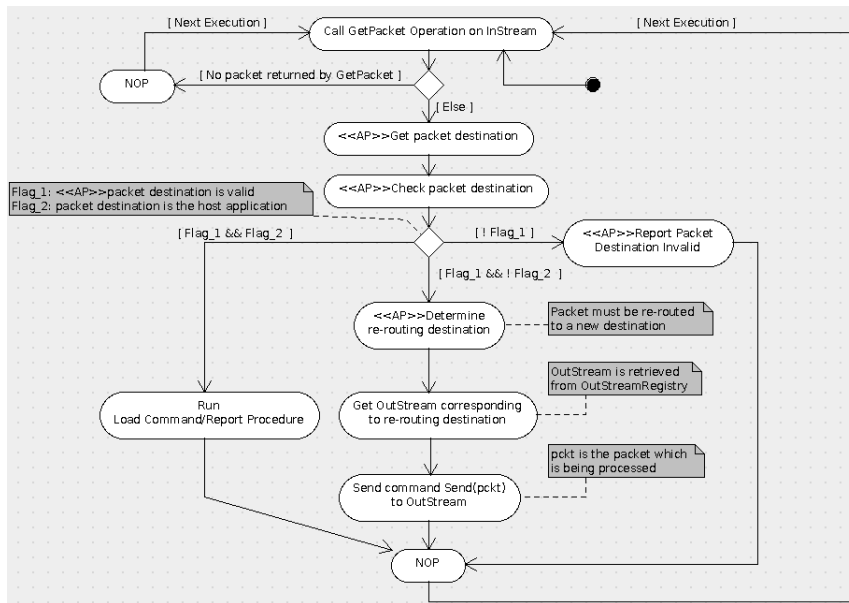 [ Next Execution ]
Call GetPacket Operation on InStream
[ Next Execution ]
NOP
[ No packet returned by GetPacket ]
[ Else ]
<<AP>>Get packet destination
<<AP>>Check packet destination
Flag_1: <<AP>>packet destination is valid
Flag_2: packet destination is the host application
[ Flag_1 && Flag_2 ]
[ ! Flag_1 ]
<<AP>>Report Packet
Destination Invalid
[ Flag_1 && ! Flag_2 ]
<<AP>>Determine
re-routing destination
Packet must be re-routed
to a new destination
OutStream is retrieved
from OutStreamRegistry
Run
Load Command/Report Procedure
Get OutStream corresponding
to re-routing destination
pckt is the packet which
is being processed
Send command Send(pckt)
to OutStream
NOP